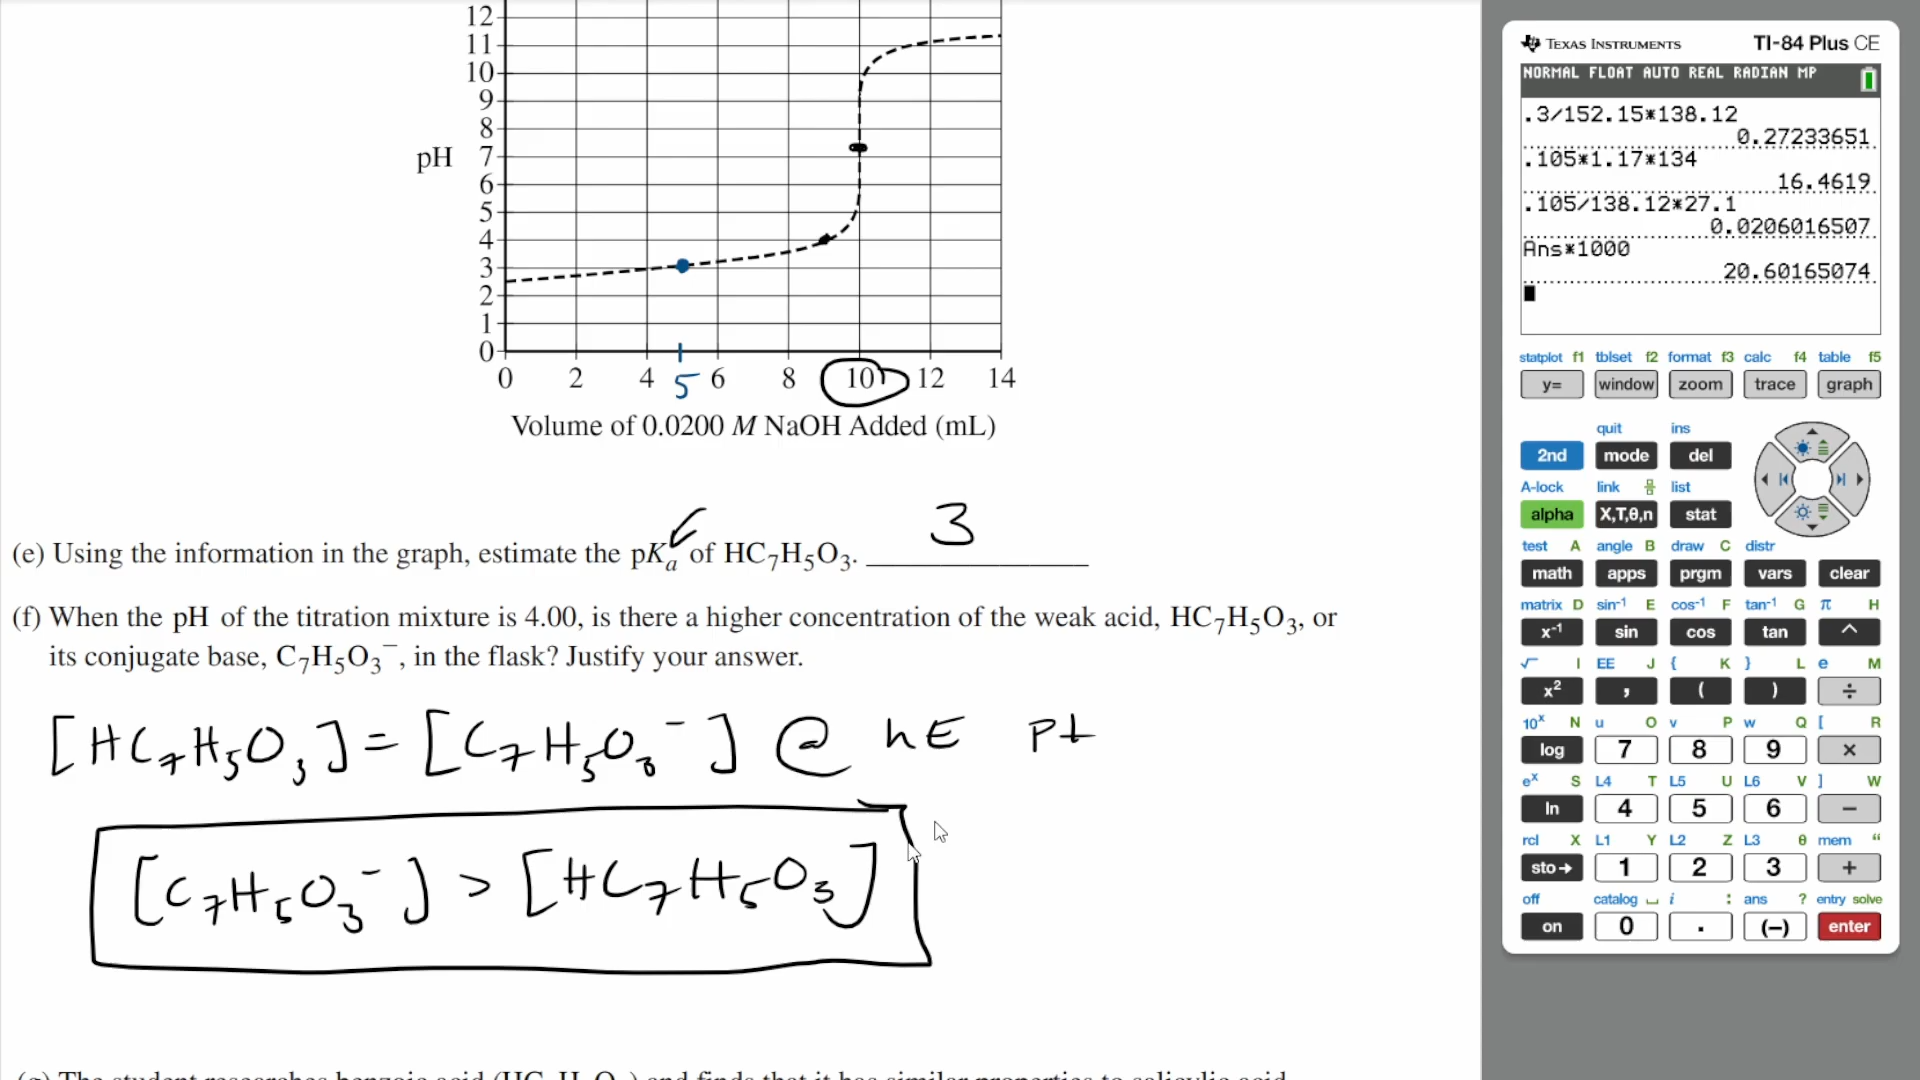 12
11
10
9
8
pH 7
6
5
4
3
2
1
0
0 2 4 5 6 8 10 12 14
Volume of 0.0200 M NaOH Added (mL)
3
(e) Using the information in the graph, estimate the pKₐ of HC₇H₅O₃.
(f) When the pH of the titration mixture is 4.00, is there a higher concentration of the weak acid, HC₇H₅O₃, or
its conjugate base, C₇H₅O₃⁻, in the flask? Justify your answer.
[HC₇H₅O₃] = [C₇H₅O₃⁻] @ ½E pt
[C₇H₅O₃⁻] > [HC₇H₅O₃]
TEXAS INSTRUMENTS TI-84 Plus CE
NORMAL FLOAT AUTO REAL RADIAN MP
.3/152.15*138.12
0.27233651
.105*1.17*134
16.4619
.105/138.12*27.1
0.0206016507
Ans*1000
20.60165074
statplot f1 tblset f2 format f3 calc f4 table f5
y= window zoom trace graph
quit ins
2nd mode del
A-lock link list
alpha X,T,θ,n stat
test A angle B draw C distr
math apps prgm vars clear
matrix D sin⁻¹ E cos⁻¹ F tan⁻¹ G π H
x⁻¹ sin cos tan ^
√ I EE J { K } L e M
x² , ( ) ÷
10ˣ N u O v P w Q [ R
log 7 8 9 ×
eˣ S L4 T L5 U L6 V ] W
ln 4 5 6 −
rcl X L1 Y L2 Z L3 θ mem “
sto→ 1 2 3 +
off catalog ⎵ i : ans ? entry solve
on 0 . (−) enter